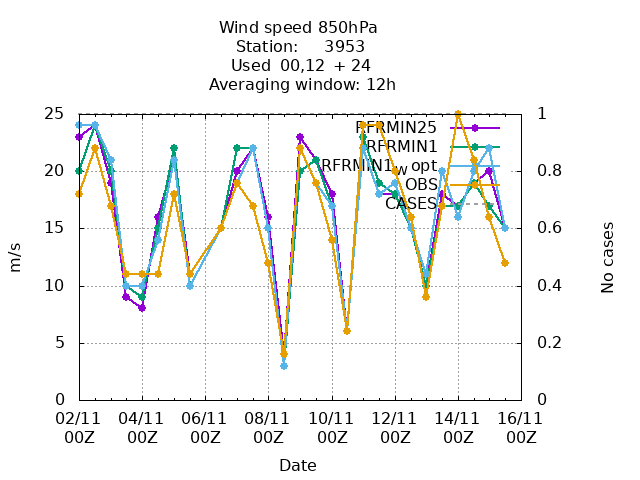 Wind speed 850hPa
Station: 3953
Used 00,12 + 24
Averaging window: 12h
25 1
RFRMIN25
RFRMIN1
20 RFRMIN1w opt 0.8
OBS
CASES
15 0.6
m/s
No cases
10 0.4
5 0.2
0 0
02/11 04/11 06/11 08/11 10/11 12/11 14/11 16/11
00Z 00Z 00Z 00Z 00Z 00Z 00Z 00Z
Date